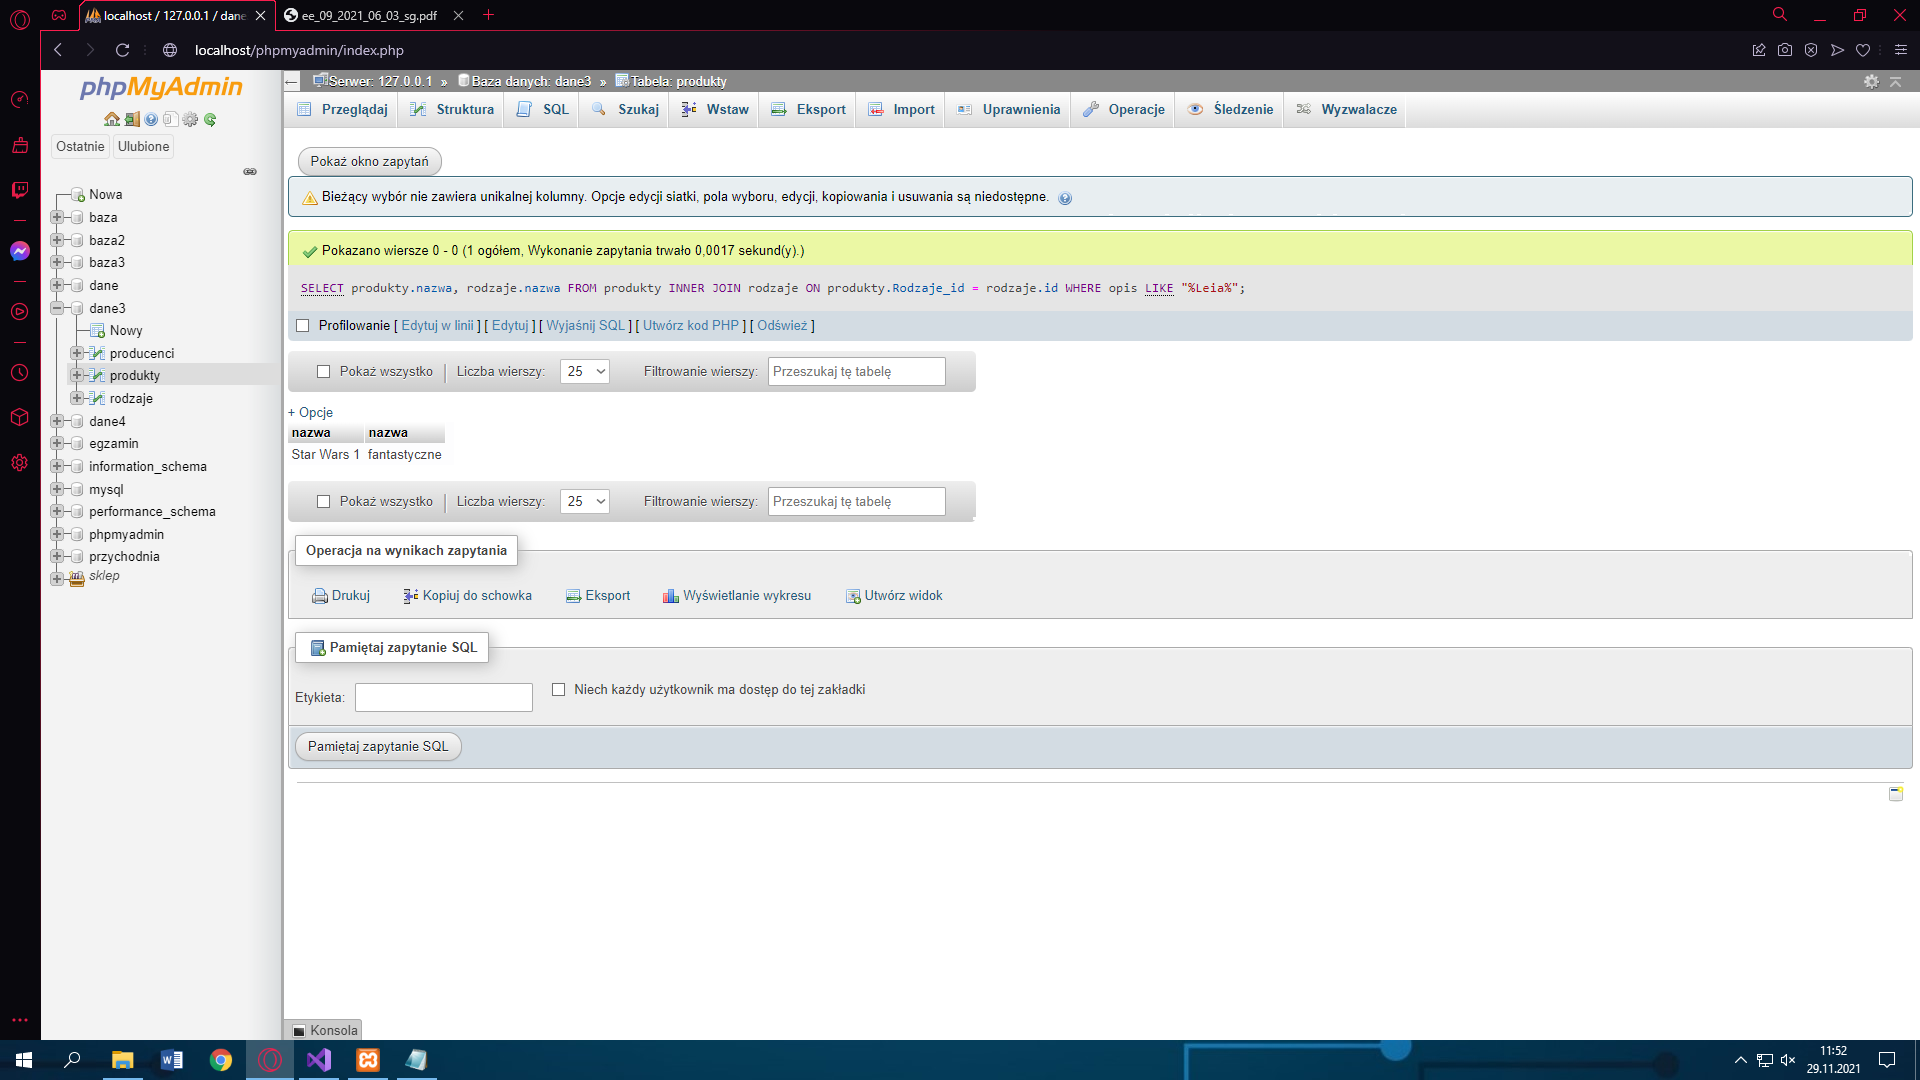 localhost / 127.0.0.1 / dane
ee_09_2021_06_03_sg.pdf
localhost/phpmyadmin/index.php
phpMyAdmin
Ostatnie
Ulubione
Nowa
baza
baza2
baza3
dane
dane3
Nowy
producenci
produkty
rodzaje
dane4
egzamin
information_schema
mysql
performance_schema
phpmyadmin
przychodnia
sklep
Serwer: 127.0.0.1 » Baza danych: dane3 » Tabela: produkty
Przeglądaj Struktura SQL Szukaj Wstaw Eksport Import Uprawnienia Operacje Śledzenie Wyzwalacze
Pokaż okno zapytań
Bieżący wybór nie zawiera unikalnej kolumny. Opcje edycji siatki, pola wyboru, edycji, kopiowania i usuwania są niedostępne.
Pokazano wiersze 0 - 0 (1 ogółem, Wykonanie zapytania trwało 0,0017 sekund(y).)
SELECT produkty.nazwa, rodzaje.nazwa FROM produkty INNER JOIN rodzaje ON produkty.Rodzaje_id = rodzaje.id WHERE opis LIKE "%Leia%";
Profilowanie [ Edytuj w linii ] [ Edytuj ] [ Wyjaśnij SQL ] [ Utwórz kod PHP ] [ Odśwież ]
Pokaż wszystko | Liczba wierszy: 25 Filtrowanie wierszy: Przeszukaj tę tabelę
+ Opcje
nazwa nazwa
Star Wars 1 fantastyczne
Pokaż wszystko | Liczba wierszy: 25 Filtrowanie wierszy: Przeszukaj tę tabelę
Operacja na wynikach zapytania
Drukuj Kopiuj do schowka Eksport Wyświetlanie wykresu Utwórz widok
Pamiętaj zapytanie SQL
Etykieta: Niech każdy użytkownik ma dostęp do tej zakładki
Pamiętaj zapytanie SQL
Konsola
11:52
29.11.2021